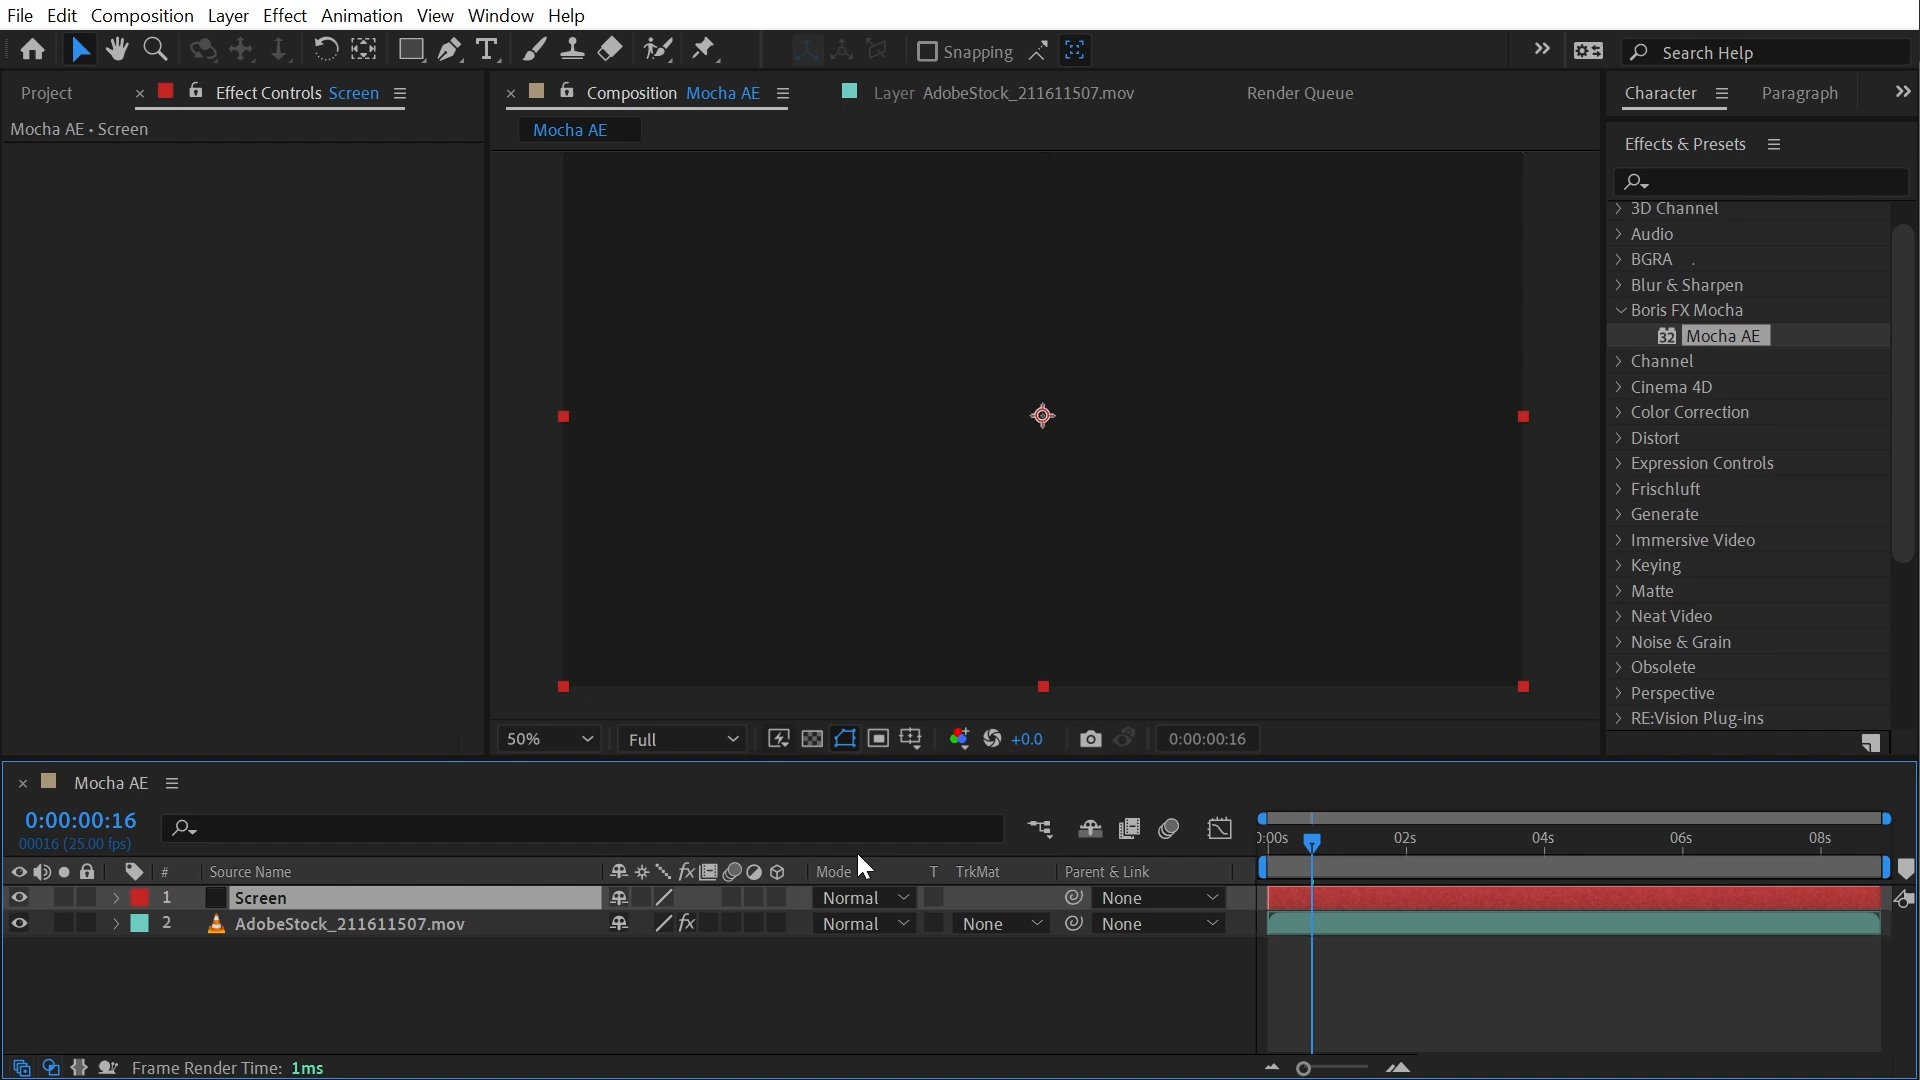 File Edit Composition Layer Effect Animation View Window Help
Snapping
Search Help
Project
Effect Controls Screen
Composition Mocha AE
Layer AdobeStock_211611507.mov
Render Queue
Character
Paragraph
Mocha AE • Screen
Mocha AE
Effects & Presets
3D Channel
Audio
BGRA
Blur & Sharpen
Boris FX Mocha
32 Mocha AE
Channel
Cinema 4D
Color Correction
Distort
Expression Controls
Frischluft
Generate
Immersive Video
Keying
Matte
Neat Video
Noise & Grain
Obsolete
Perspective
RE:Vision Plug-ins
50%
Full
+0.0
0:00:00:16
Mocha AE
0:00:00:16
00016 (25.00 fps)
):00s 02s 04s 06s 08s
# Source Name fx Mode T TrkMat Parent & Link
1 Screen Normal None
2 AdobeStock_211611507.mov fx Normal None None
Frame Render Time: 1ms